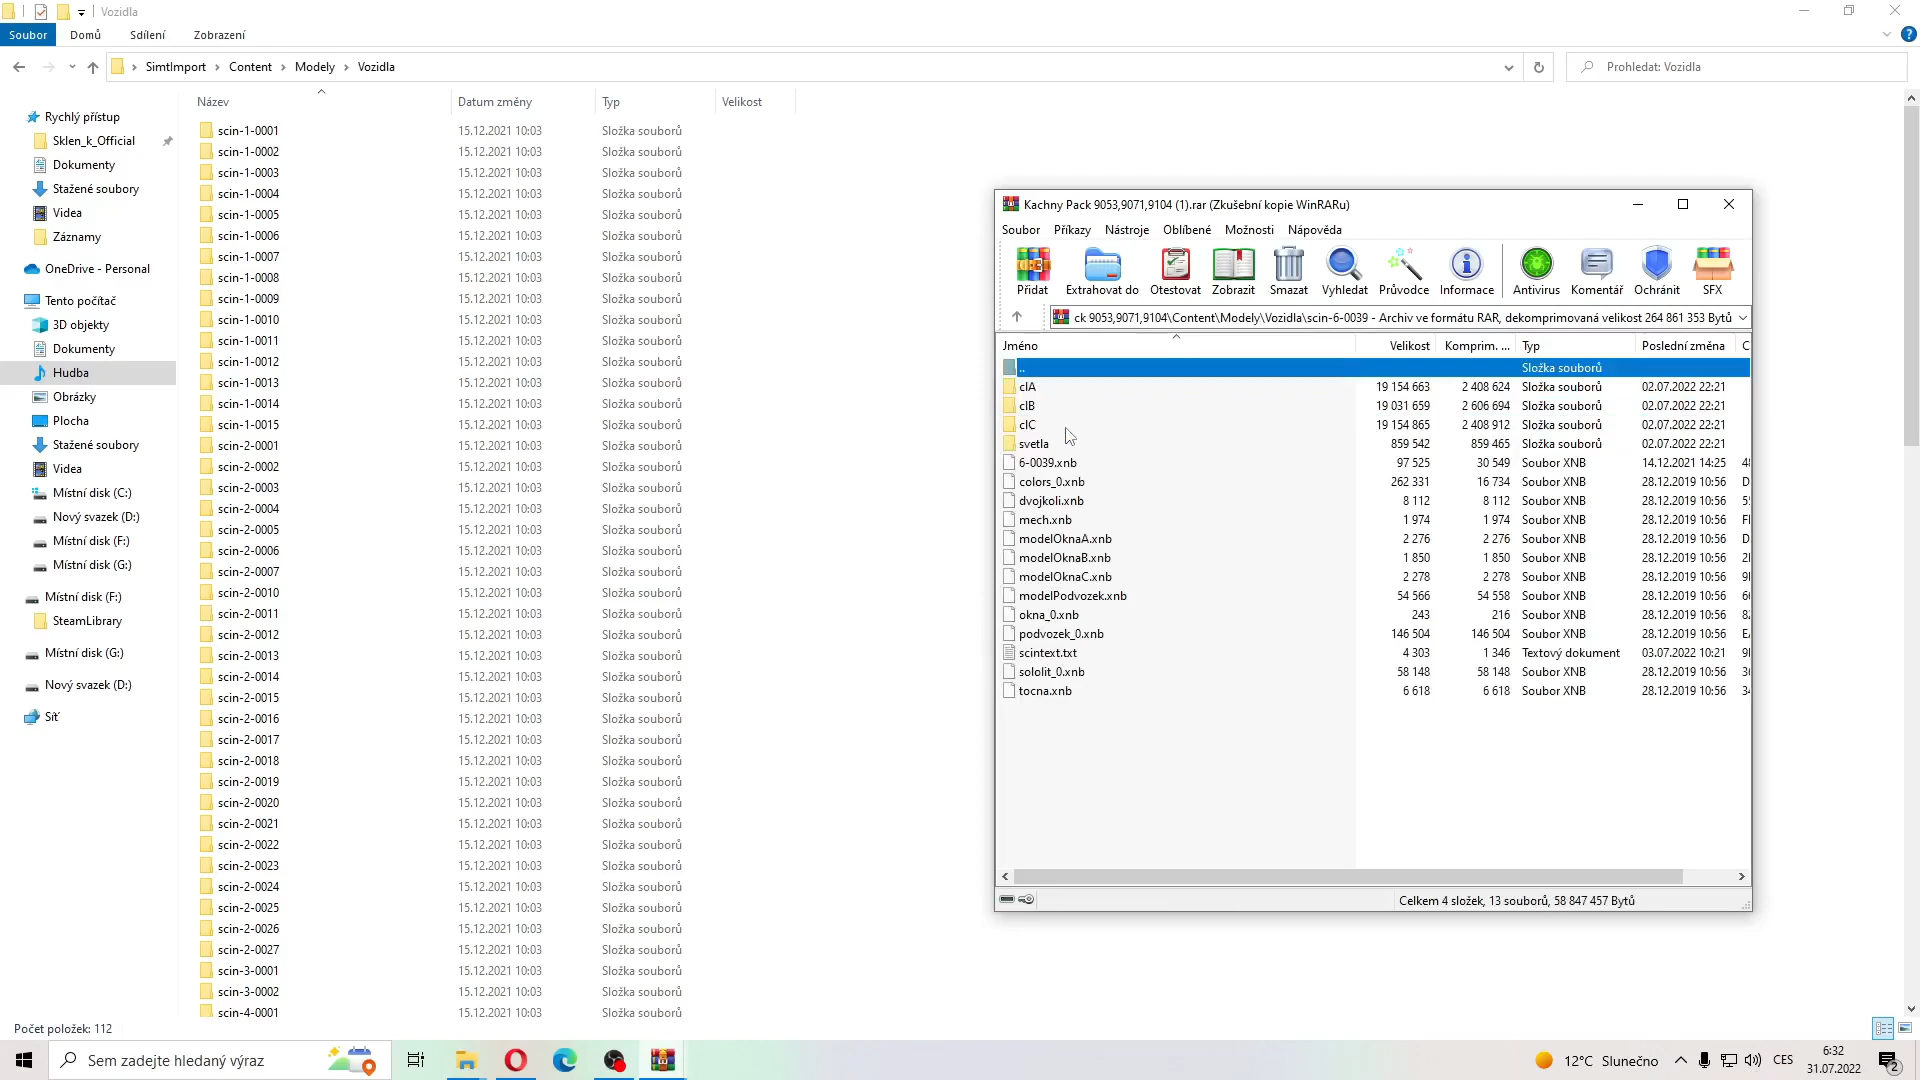 Vozidla
Soubor Domů Sdílení Zobrazení
SimtImport Content Modely Vozidla
Prohledat: Vozidla
Název Datum změny Typ Velikost
Rychlý přístup
Sklen_k_Official
Dokumenty
Stažené soubory
Videa
Záznamy
OneDrive - Personal
Tento počítač
3D objekty
Dokumenty
Hudba
Obrázky
Plocha
Stažené soubory
Videa
Místní disk (C:)
Nový svazek (D:)
Místní disk (F:)
Místní disk (G:)
Místní disk (F:)
SteamLibrary
Místní disk (G:)
Nový svazek (D:)
Síť
scin-1-0001 15.12.2021 10:03 Složka souborů
scin-1-0002 15.12.2021 10:03 Složka souborů
scin-1-0003 15.12.2021 10:03 Složka souborů
scin-1-0004 15.12.2021 10:03 Složka souborů
scin-1-0005 15.12.2021 10:03 Složka souborů
scin-1-0006 15.12.2021 10:03 Složka souborů
scin-1-0007 15.12.2021 10:03 Složka souborů
scin-1-0008 15.12.2021 10:03 Složka souborů
scin-1-0009 15.12.2021 10:03 Složka souborů
scin-1-0010 15.12.2021 10:03 Složka souborů
scin-1-0011 15.12.2021 10:03 Složka souborů
scin-1-0012 15.12.2021 10:03 Složka souborů
scin-1-0013 15.12.2021 10:03 Složka souborů
scin-1-0014 15.12.2021 10:03 Složka souborů
scin-1-0015 15.12.2021 10:03 Složka souborů
scin-2-0001 15.12.2021 10:03 Složka souborů
scin-2-0002 15.12.2021 10:03 Složka souborů
scin-2-0003 15.12.2021 10:03 Složka souborů
scin-2-0004 15.12.2021 10:03 Složka souborů
scin-2-0005 15.12.2021 10:03 Složka souborů
scin-2-0006 15.12.2021 10:03 Složka souborů
scin-2-0007 15.12.2021 10:03 Složka souborů
scin-2-0010 15.12.2021 10:03 Složka souborů
scin-2-0011 15.12.2021 10:03 Složka souborů
scin-2-0012 15.12.2021 10:03 Složka souborů
scin-2-0013 15.12.2021 10:03 Složka souborů
scin-2-0014 15.12.2021 10:03 Složka souborů
scin-2-0015 15.12.2021 10:03 Složka souborů
scin-2-0016 15.12.2021 10:03 Složka souborů
scin-2-0017 15.12.2021 10:03 Složka souborů
scin-2-0018 15.12.2021 10:03 Složka souborů
scin-2-0019 15.12.2021 10:03 Složka souborů
scin-2-0020 15.12.2021 10:03 Složka souborů
scin-2-0021 15.12.2021 10:03 Složka souborů
scin-2-0022 15.12.2021 10:03 Složka souborů
scin-2-0023 15.12.2021 10:03 Složka souborů
scin-2-0024 15.12.2021 10:03 Složka souborů
scin-2-0025 15.12.2021 10:03 Složka souborů
scin-2-0026 15.12.2021 10:03 Složka souborů
scin-2-0027 15.12.2021 10:03 Složka souborů
scin-3-0001 15.12.2021 10:03 Složka souborů
scin-3-0002 15.12.2021 10:03 Složka souborů
scin-4-0001 15.12.2021 10:03 Složka souborů
Počet položek: 112
Kachny Pack 9053,9071,9104 (1).rar (Zkušební kopie WinRARu)
Soubor Příkazy Nástroje Oblíbené Možnosti Nápověda
Přidat Extrahovat do Otestovat Zobrazit Smazat Vyhledat Průvodce Informace Antivirus Komentář Ochránit SFX
ck 9053,9071,9104\Content\Modely\Vozidla\scin-6-0039 - Archiv ve formátu RAR, dekomprimovaná velikost 264 861 353 Bytů
Jméno Velikost Komprim. ... Typ Poslední změna C
.. Složka souborů
clA 19 154 663 2 408 624 Složka souborů 02.07.2022 22:21
clB 19 031 659 2 606 694 Složka souborů 02.07.2022 22:21
clC 19 154 865 2 408 912 Složka souborů 02.07.2022 22:21
svetla 859 542 859 465 Složka souborů 02.07.2022 22:21
6-0039.xnb 97 525 30 549 Soubor XNB 14.12.2021 14:25
colors_0.xnb 262 331 16 734 Soubor XNB 28.12.2019 10:56 D
dvojkoli.xnb 8 112 8 112 Soubor XNB 28.12.2019 10:56
mech.xnb 1 974 1 974 Soubor XNB 28.12.2019 10:56
modelOknaA.xnb 2 276 2 276 Soubor XNB 28.12.2019 10:56
modelOknaB.xnb 1 850 1 850 Soubor XNB 28.12.2019 10:56
modelOknaC.xnb 2 278 2 278 Soubor XNB 28.12.2019 10:56
modelPodvozek.xnb 54 566 54 558 Soubor XNB 28.12.2019 10:56
okna_0.xnb 243 216 Soubor XNB 28.12.2019 10:56
podvozek_0.xnb 146 504 146 504 Soubor XNB 28.12.2019 10:56
scintext.txt 4 303 1 346 Textový dokument 03.07.2022 10:21
sololit_0.xnb 58 148 58 148 Soubor XNB 28.12.2019 10:56
tocna.xnb 6 618 6 618 Soubor XNB 28.12.2019 10:56
Celkem 4 složek, 13 souborů, 58 847 457 Bytů
Sem zadejte hledaný výraz
12°C Slunečno
CES
6:32
31.07.2022
2